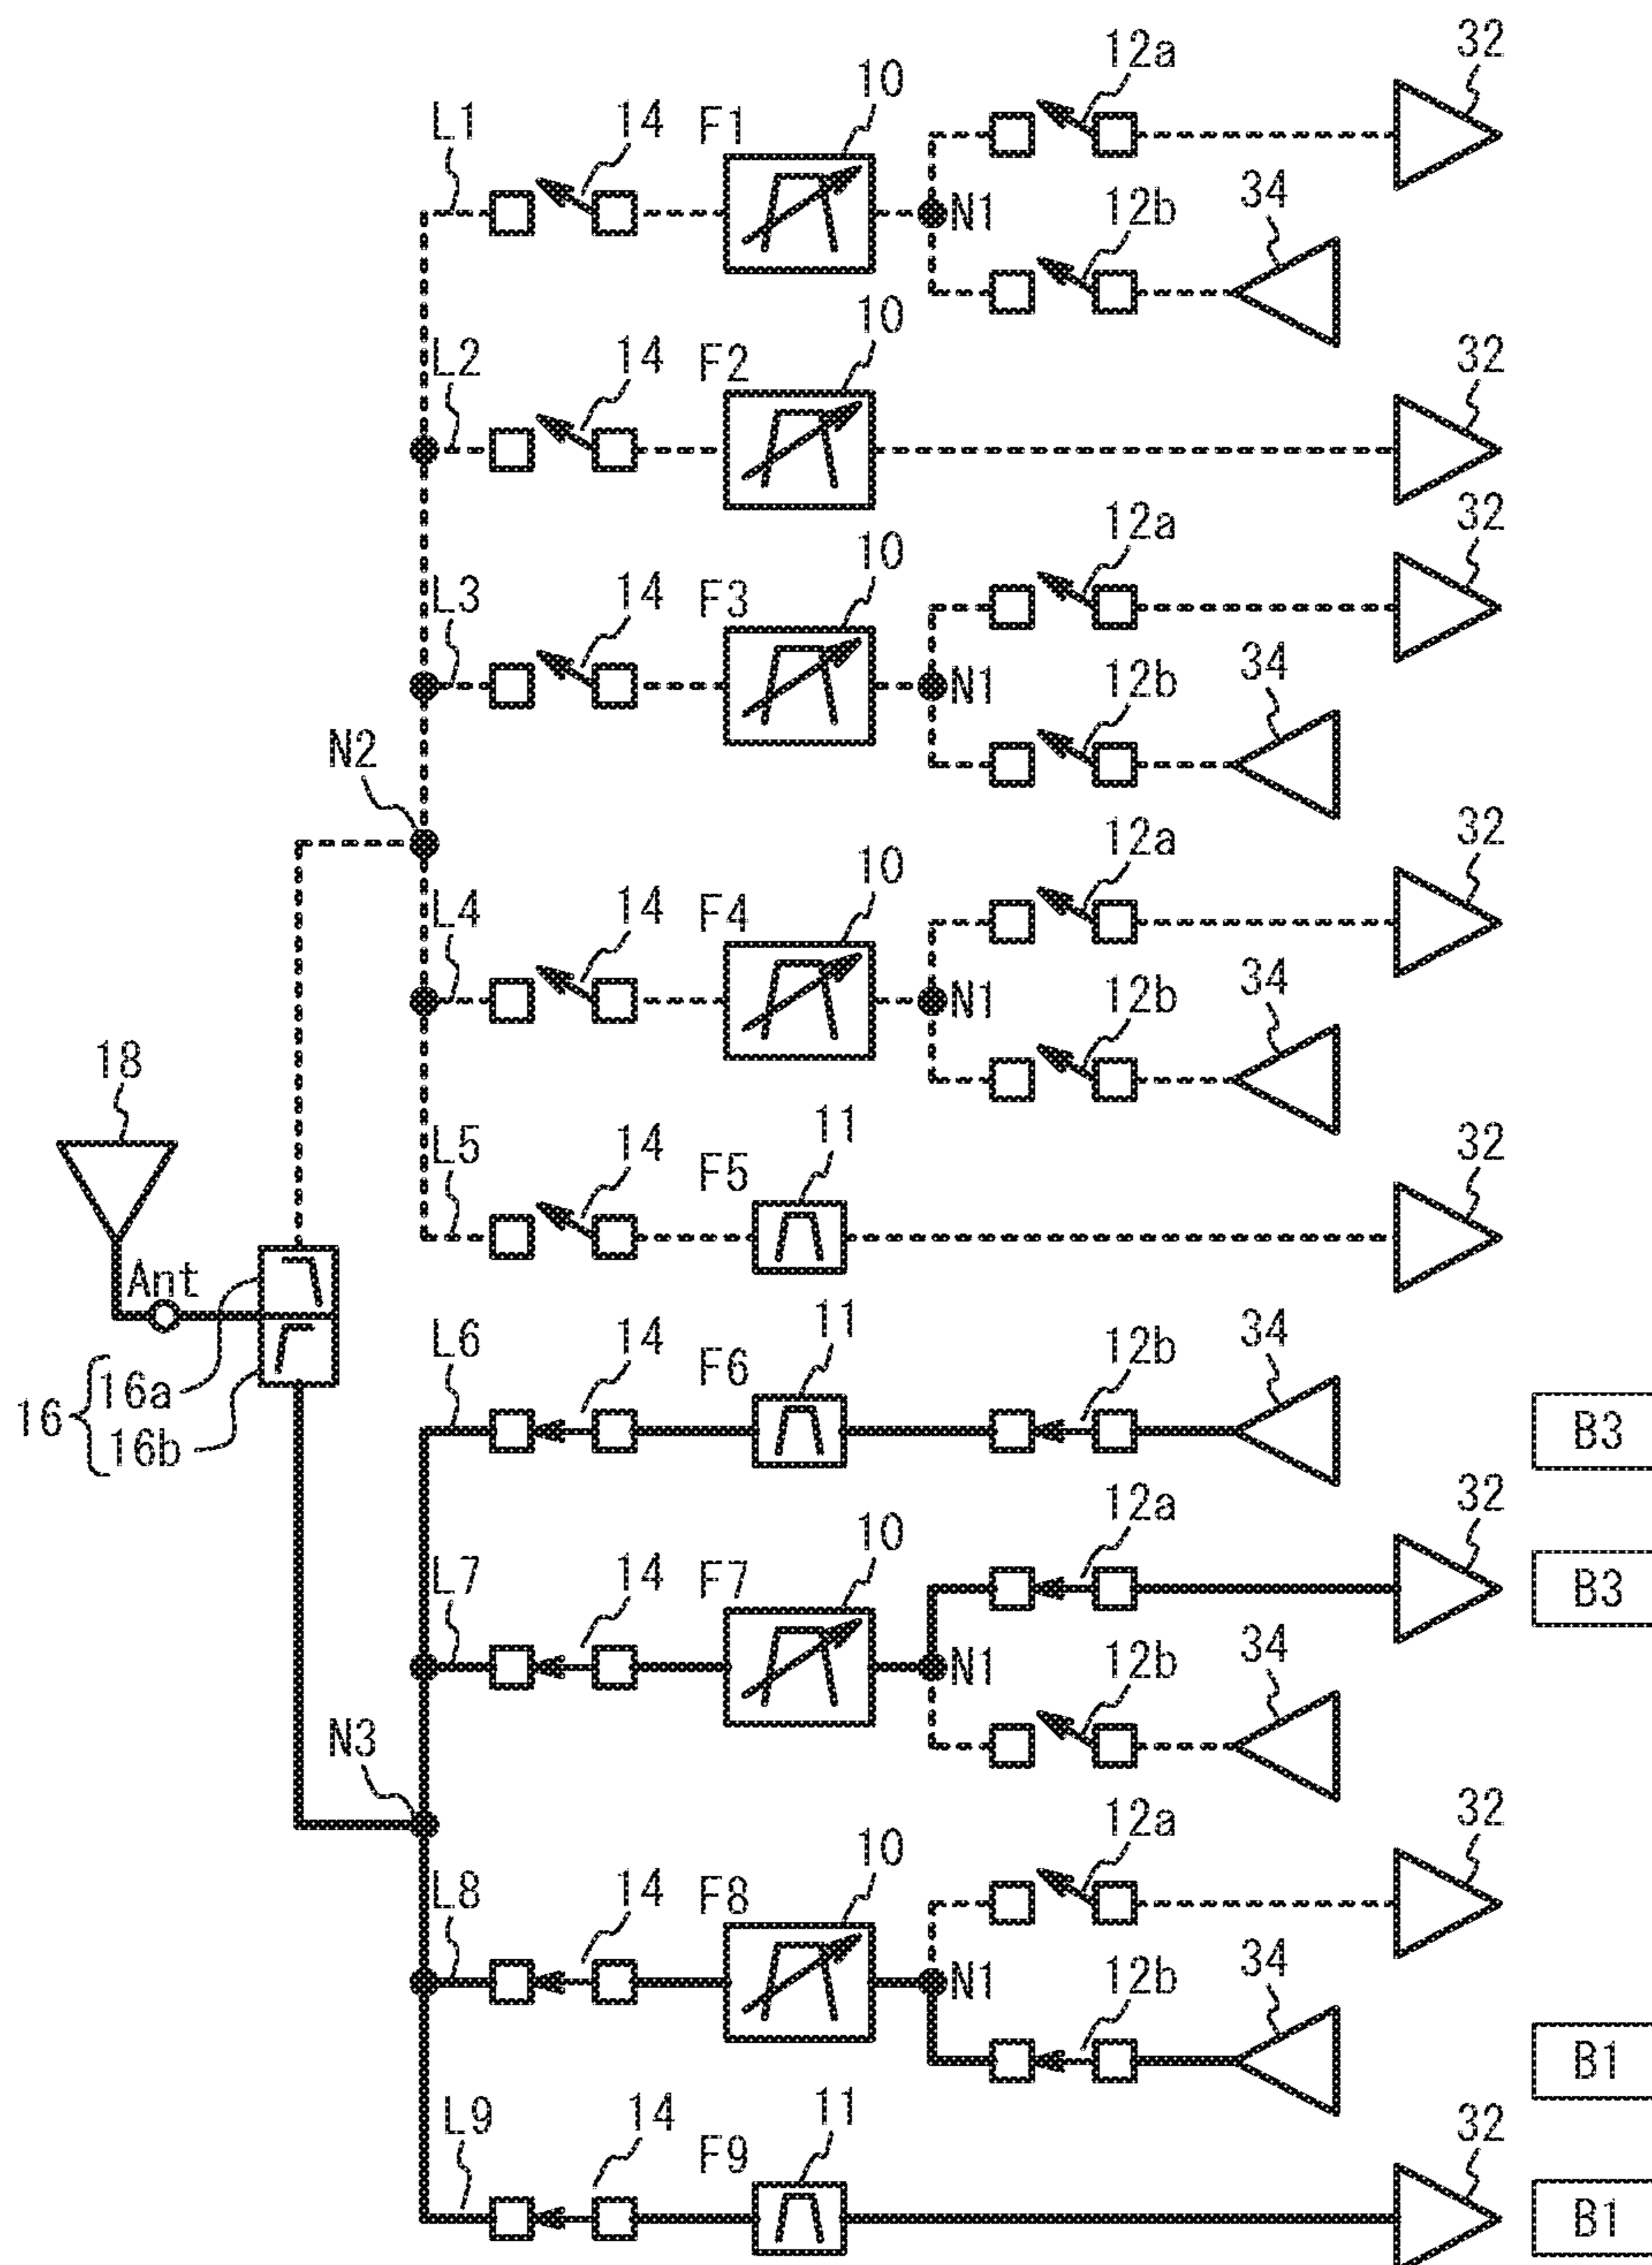 12a 32
10
L1 14 F1
N1
12b 34
10
L2 14 F2 32
32
10 12a
L3 14 F3
N1
12b 34
N2
12a 32
10
L4 14 F4
N1
12b 34
18
L5 14 F5 11 32
Ant
L6 14 F6 11 12b 34
16 16a
16b
B3
12a 32
10
L7 14 F7 B3
N1
12b 34
N3
12a 32
10
L8 14 F8
N1
12b 34
B1
L9 14 F9 11 32
B1